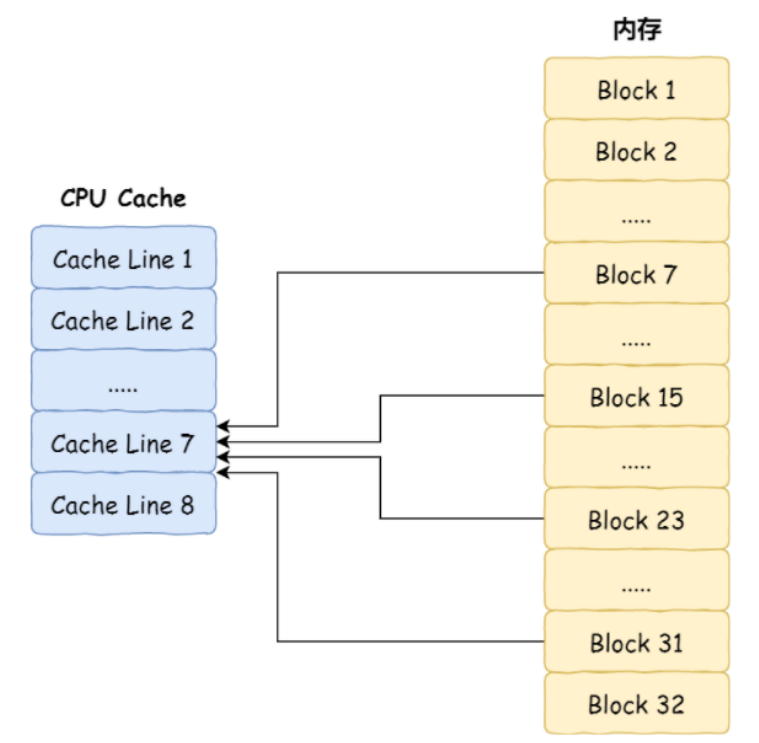 CPU Cache
Cache Line 1
Cache Line 2
.....
Cache Line 7
Cache Line 8
内存
Block 1
Block 2
.....
Block 7
.....
Block 15
.....
Block 23
.....
Block 31
Block 32